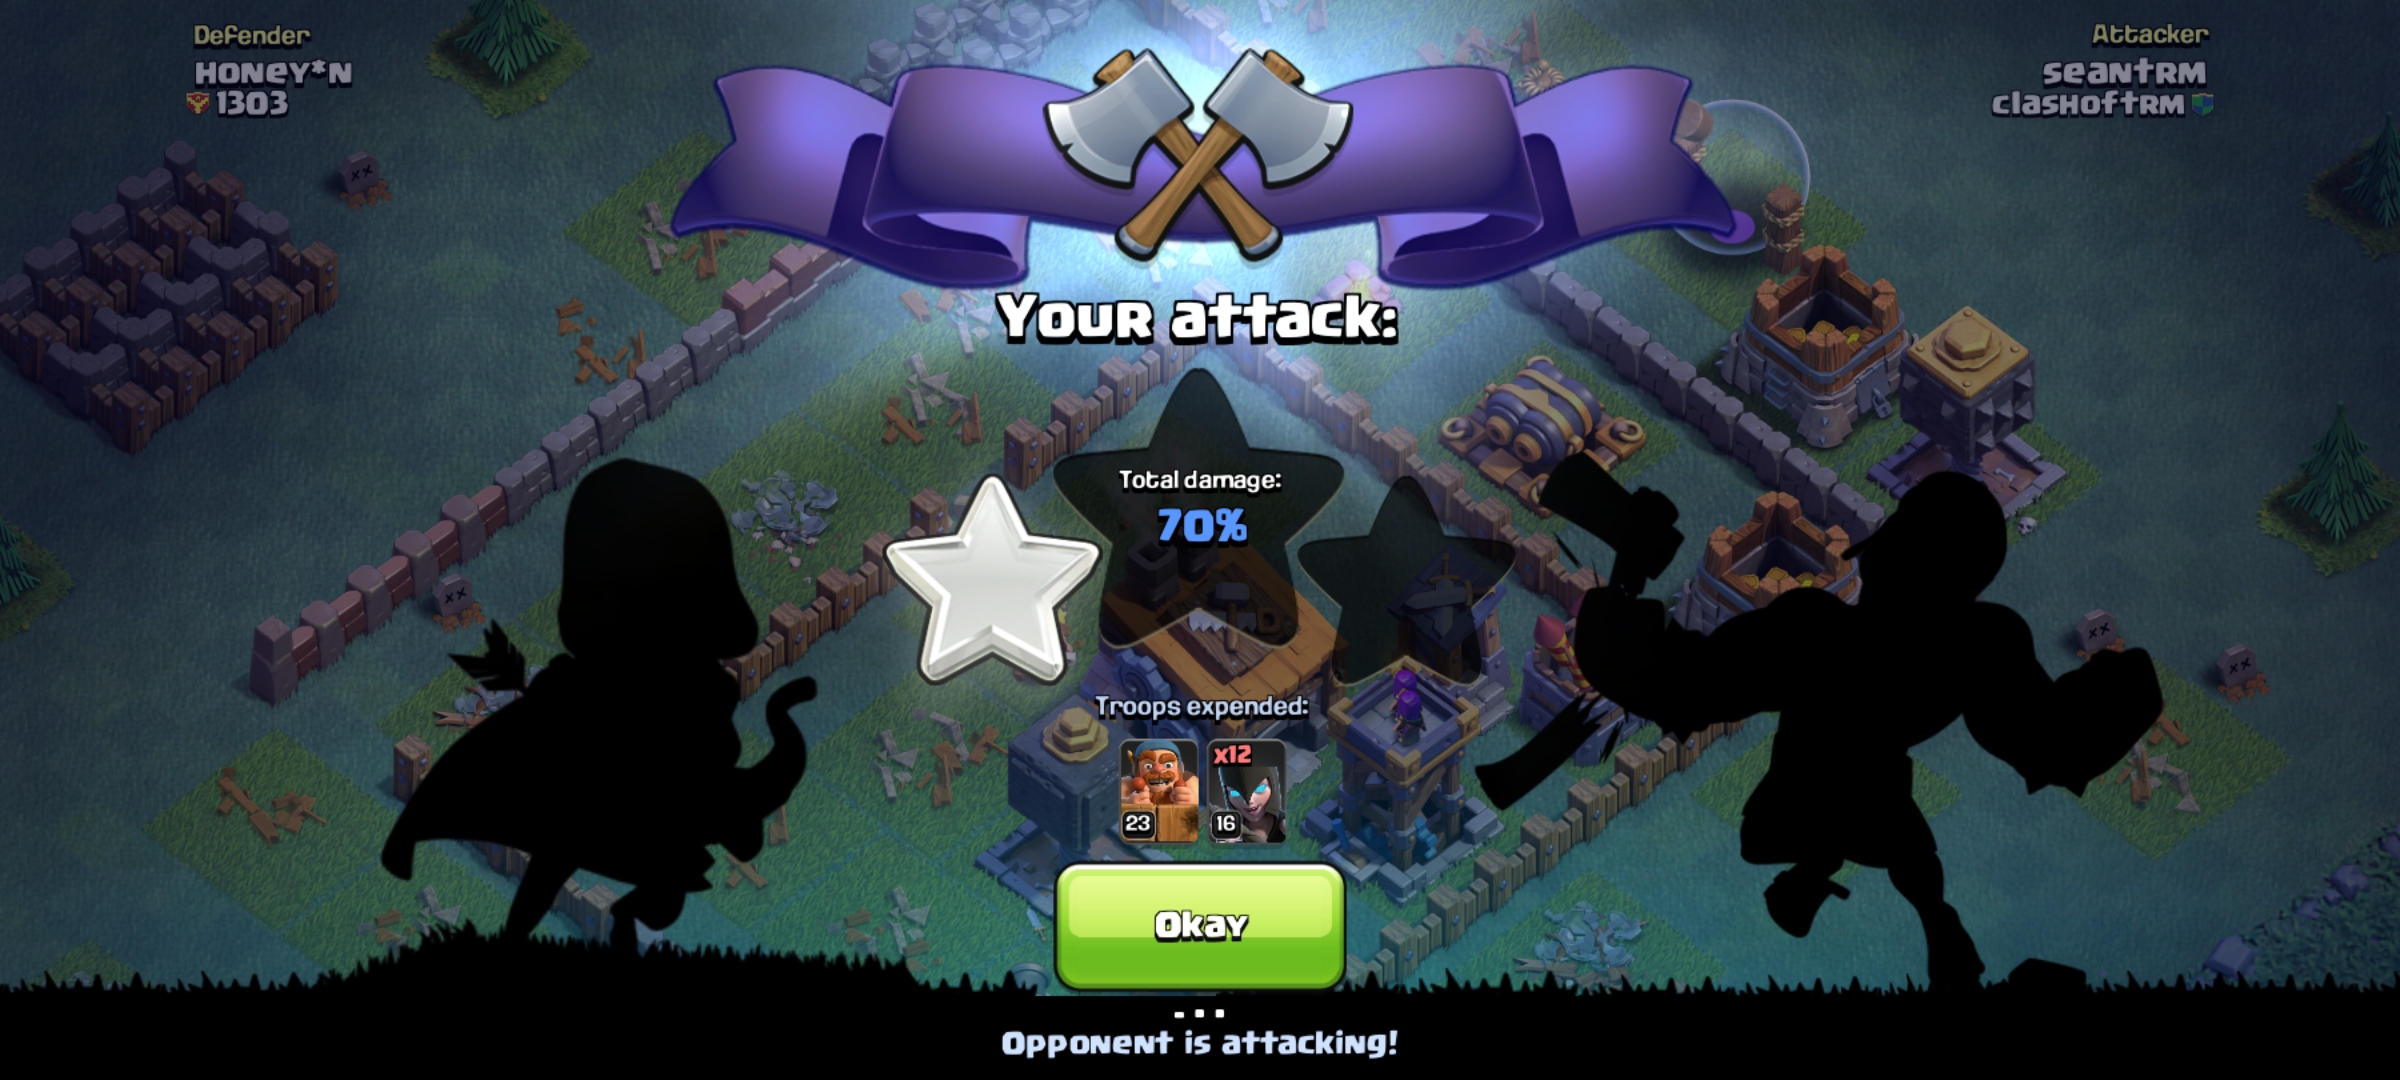 Defender
HONEY*N
1303
Attacker
seantRM
clashoftRM
Your attack:
Total damage:
70%
Troops expended:
x12
23
16
Okay
...
Opponent is attacking!